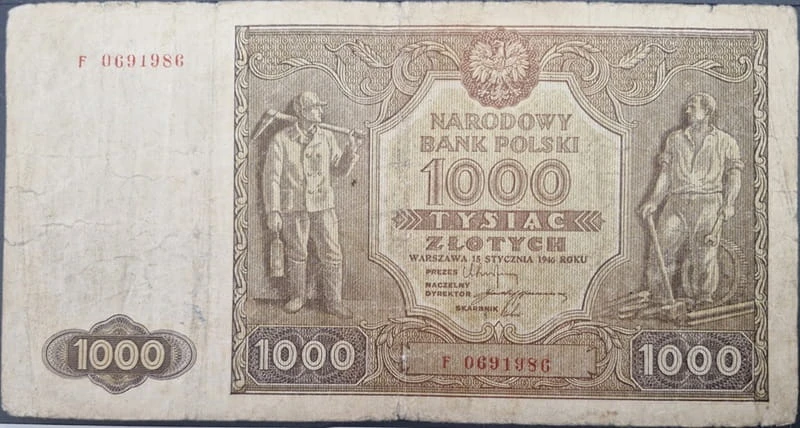 F 0691986
NARODOWY
BANK POLSKI
1000
TYSIĄC
ZŁOTYCH
WARSZAWA 15 STYCZNIA 1946 ROKU
PREZES
NACZELNY
DYREKTOR
SKARBNIK
1000
1000
F 0691986
1000